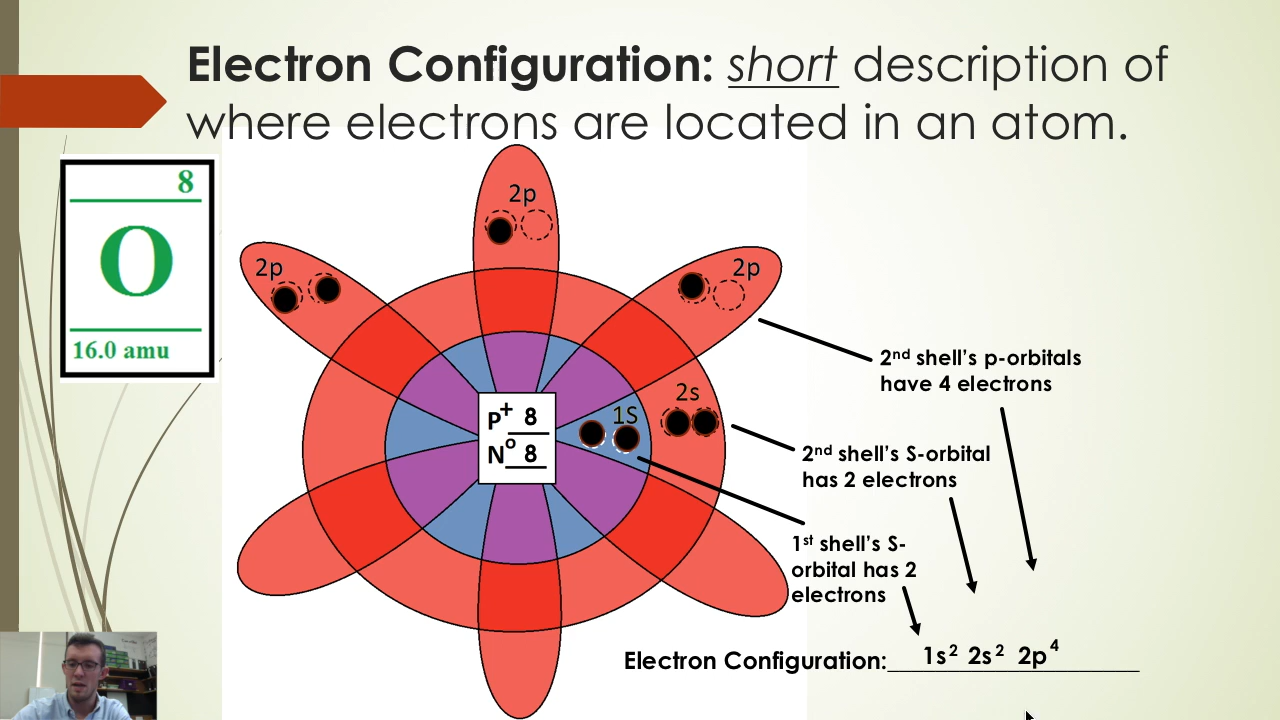 Electron Configuration: short description of
where electrons are located in an atom.
8
O
16.0 amu
2p
2p
2p
2s
1S
P+ 8
No 8
2nd shell’s p-orbitals
have 4 electrons
2nd shell’s S-orbital
has 2 electrons
1st shell’s S-
orbital has 2
electrons
Electron Configuration: 1s2 2s2 2p4